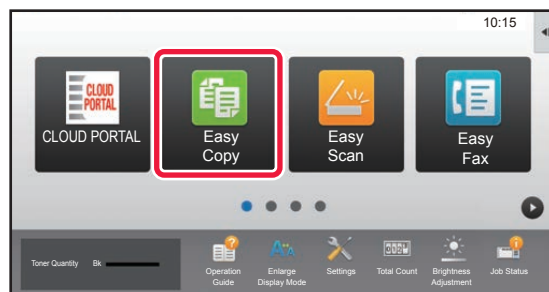 10:15
CLOUD
PORTAL
CLOUD PORTAL
Easy
Copy
Easy
Scan
Easy
Fax
Toner Quantity Bk
Operation
Guide
Enlarge
Display Mode
Settings
Total Count
Brightness
Adjustment
Job Status